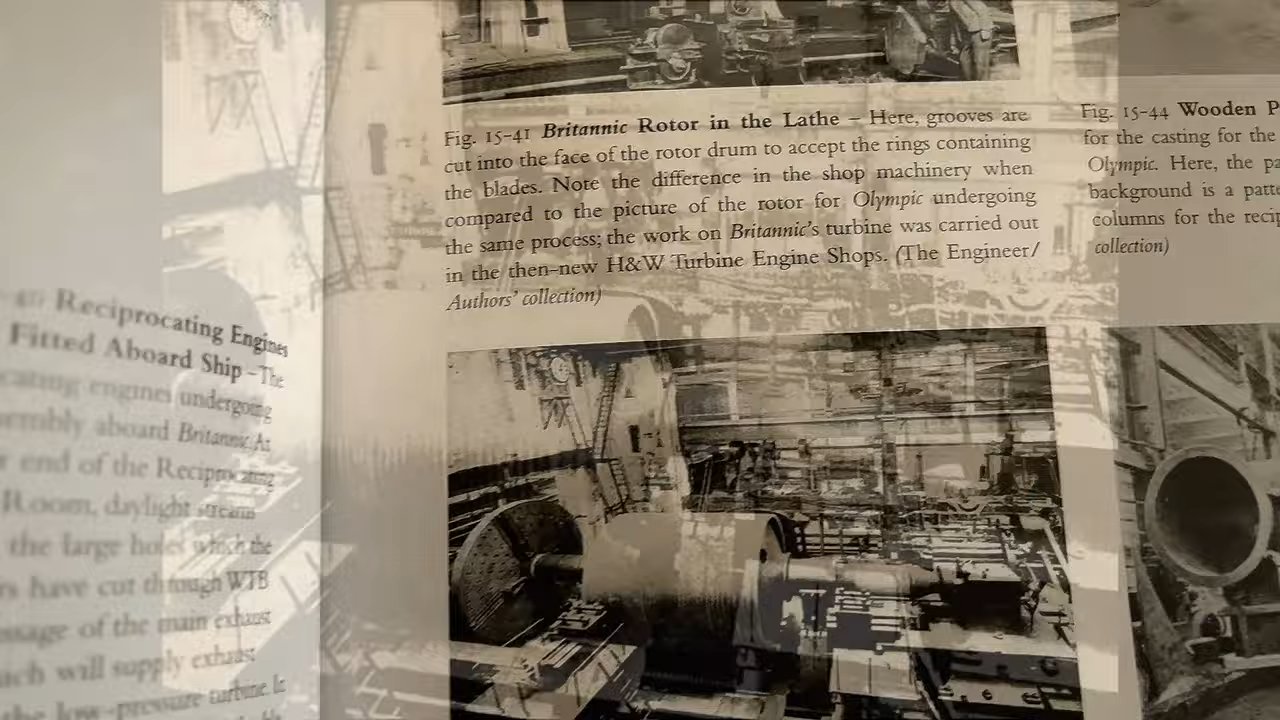 Reciprocating Engines
Fitted Aboard Ship – The
engines undergoing
aboard Britannic. At
end of the Reciprocating
Room, daylight streams
the large holes which the
have cut through WTB
of the main exhaust
will supply exhaust
the low-pressure turbine. In
Fig. 15-41 Britannic Rotor in the Lathe – Here, grooves are
cut into the face of the rotor drum to accept the rings containing
the blades. Note the difference in the shop machinery when
compared to the picture of the rotor for Olympic undergoing
the same process; the work on Britannic's turbine was carried out
in the then-new H&W Turbine Engine Shops. (The Engineer/
Authors' collection)
Fig. 15-44 Wooden P
for the casting for the
Olympic. Here, the pa
background is a patte
columns for the recip
collection)